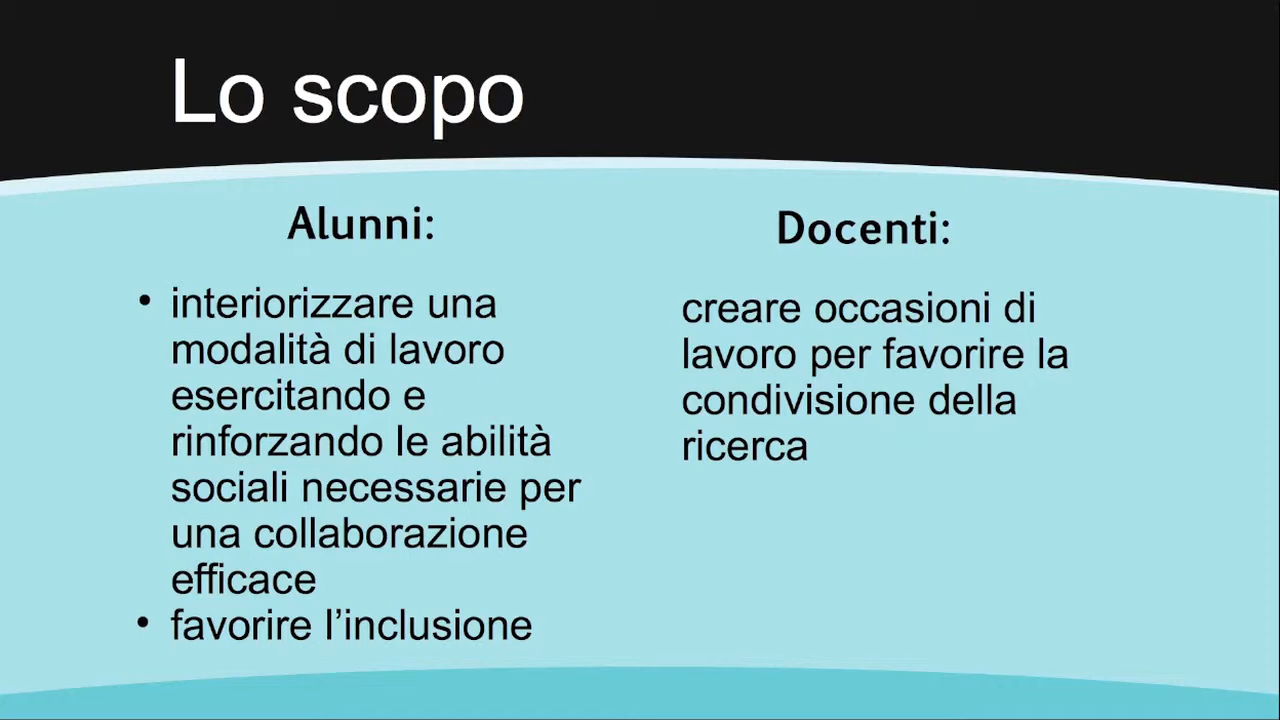 Lo scopo
Alunni:
• interiorizzare una
modalità di lavoro
esercitando e
rinforzando le abilità
sociali necessarie per
una collaborazione
efficace
• favorire l’inclusione
Docenti:
creare occasioni di
lavoro per favorire la
condivisione della
ricerca